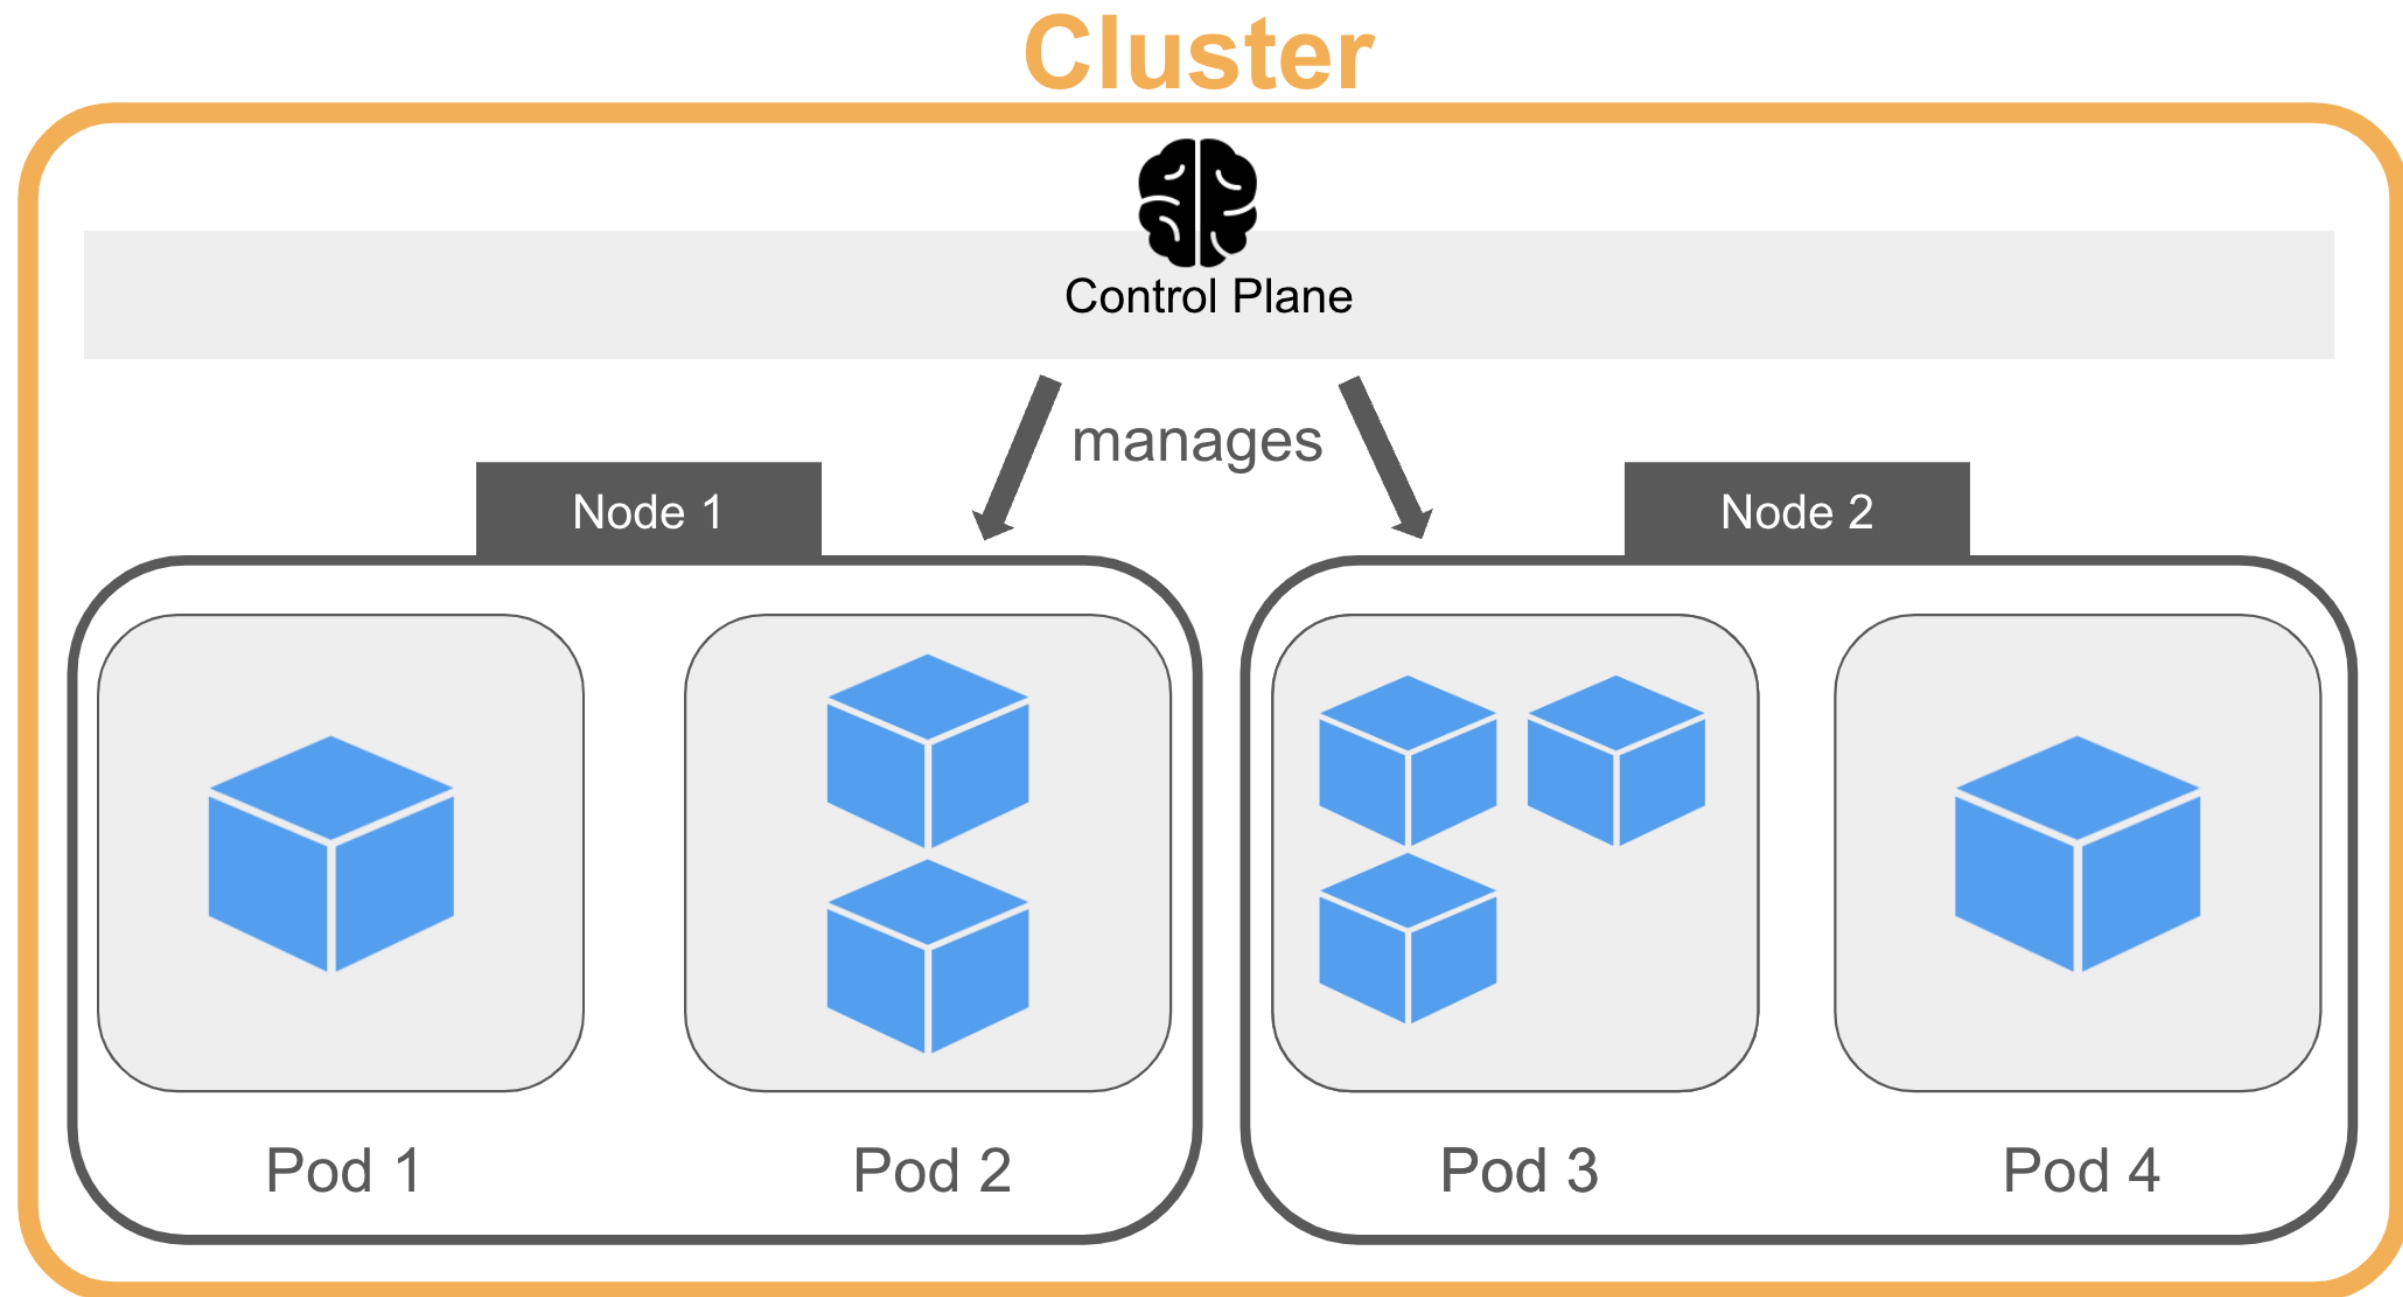 Cluster
Control Plane
manages
Node 1
Node 2
Pod 1
Pod 2
Pod 3
Pod 4